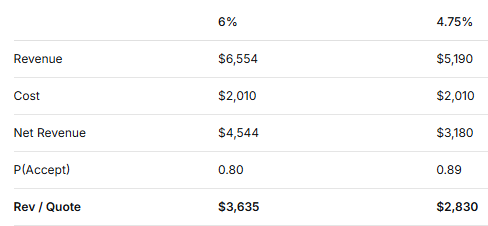 6% 4.75%
Revenue $6,554 $5,190
Cost $2,010 $2,010
Net Revenue $4,544 $3,180
P(Accept) 0.80 0.89
Rev / Quote $3,635 $2,830